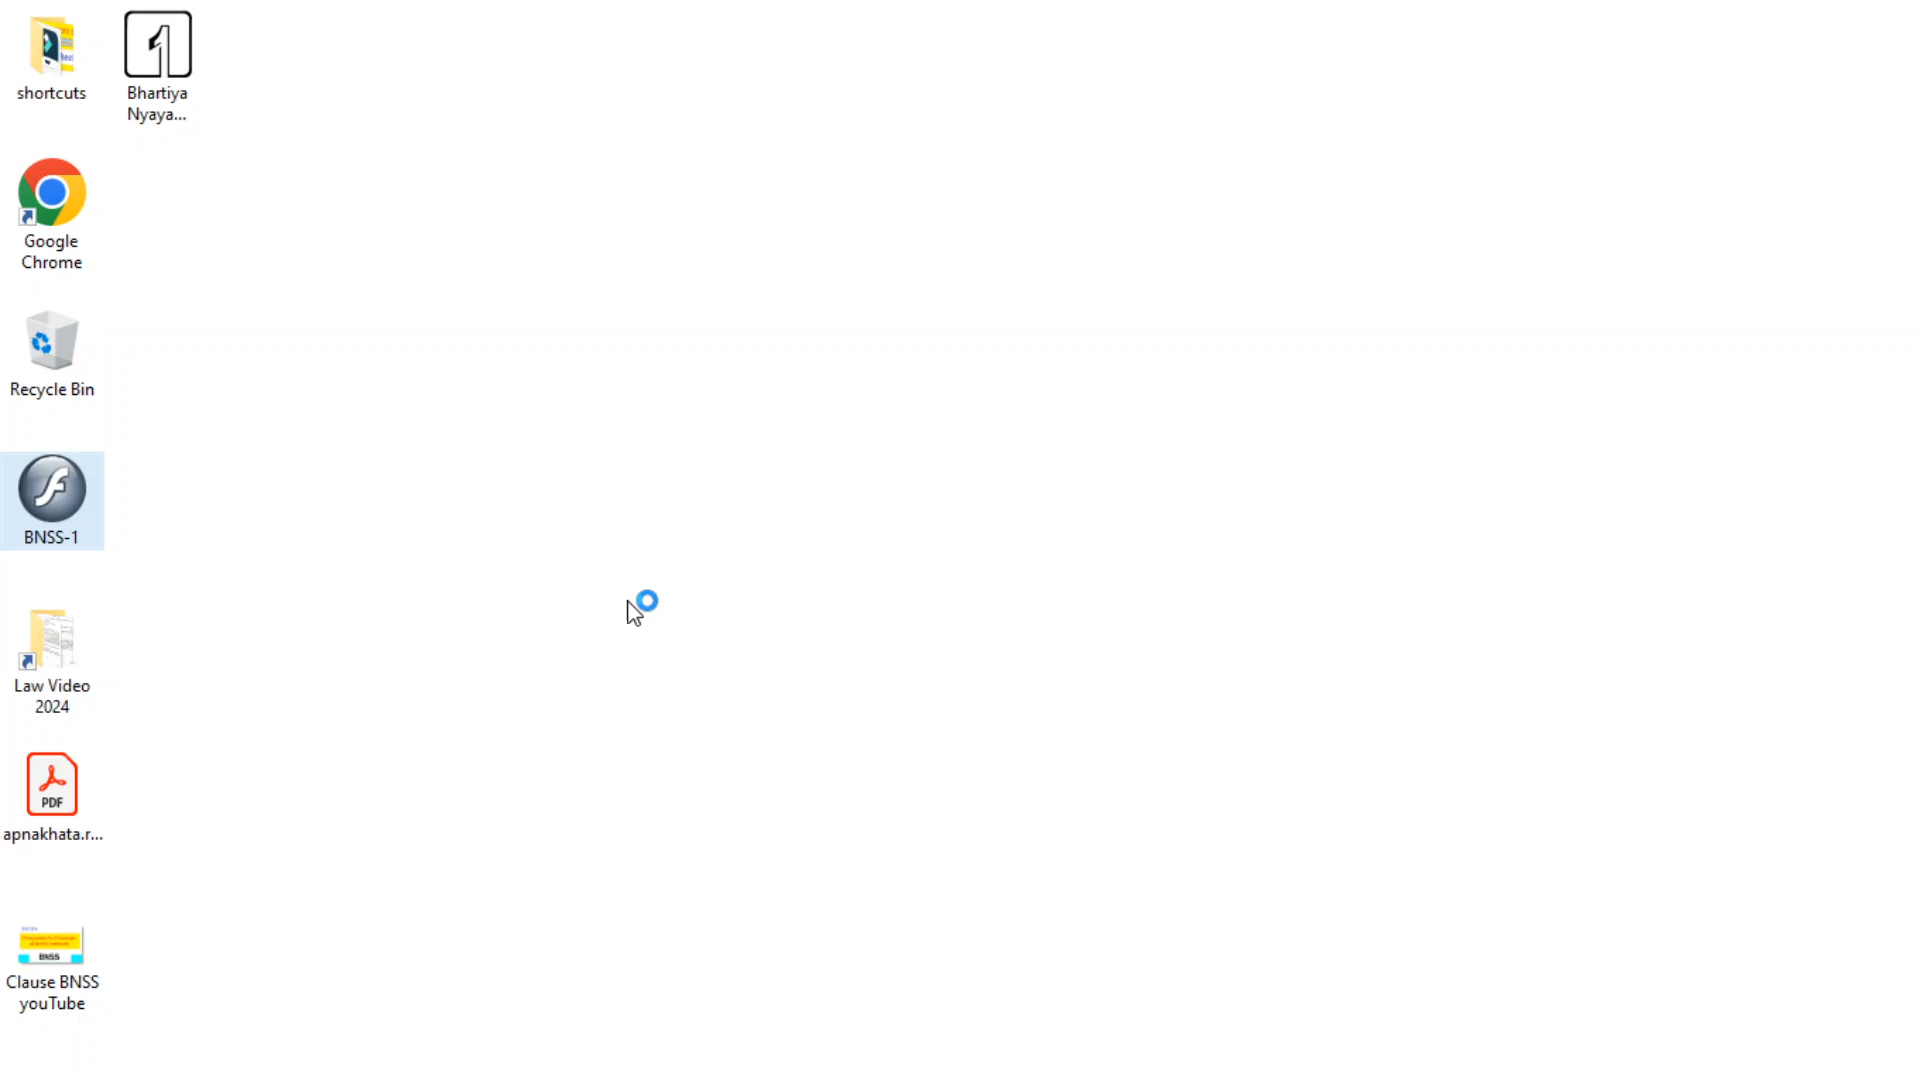 shortcuts
Bhartiya
Nyaya...
Google
Chrome
Recycle Bin
BNSS-1
Law Video
2024
PDF
apnakhata.r...
BNSS
Clause BNSS
youTube